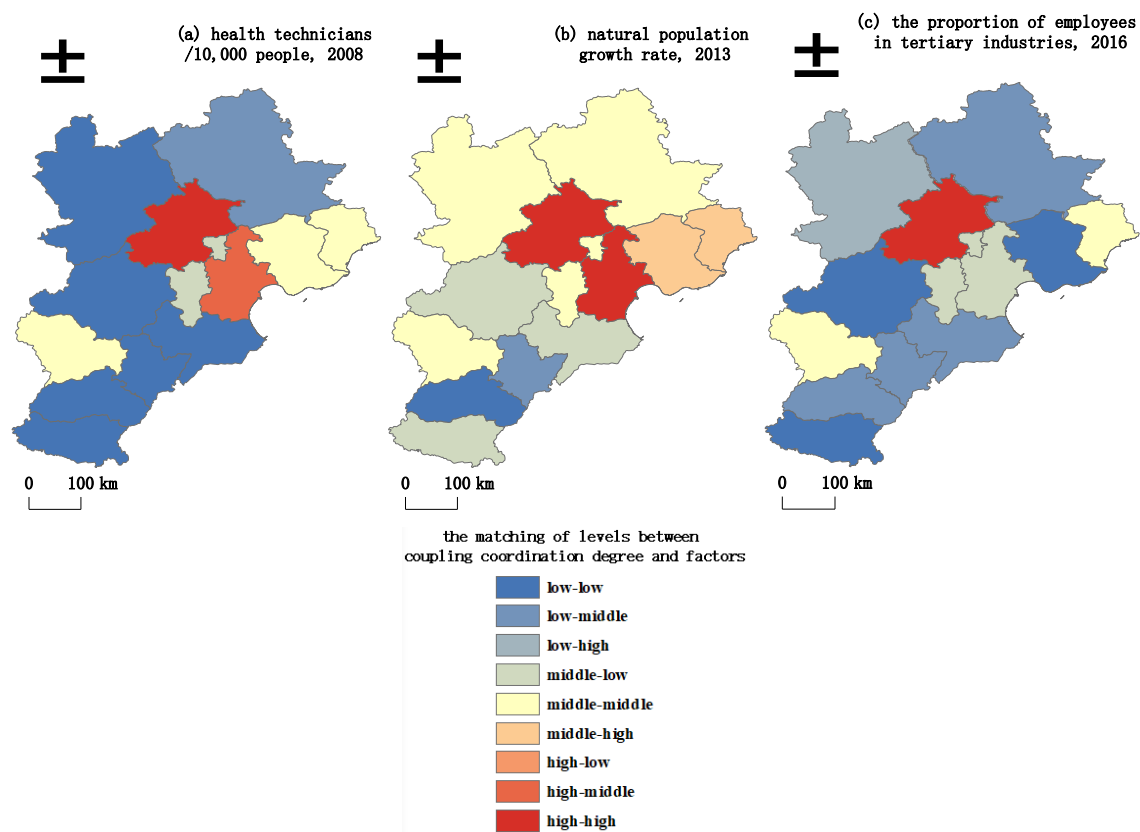 (a) health technicians
/10,000 people, 2008
(b) natural population
growth rate, 2013
(c) the proportion of employees
in tertiary industries, 2016
±
±
±
0 100 km
0 100 km
0 100 km
the matching of levels between
coupling coordination degree and factors
low-low
low-middle
low-high
middle-low
middle-middle
middle-high
high-low
high-middle
high-high